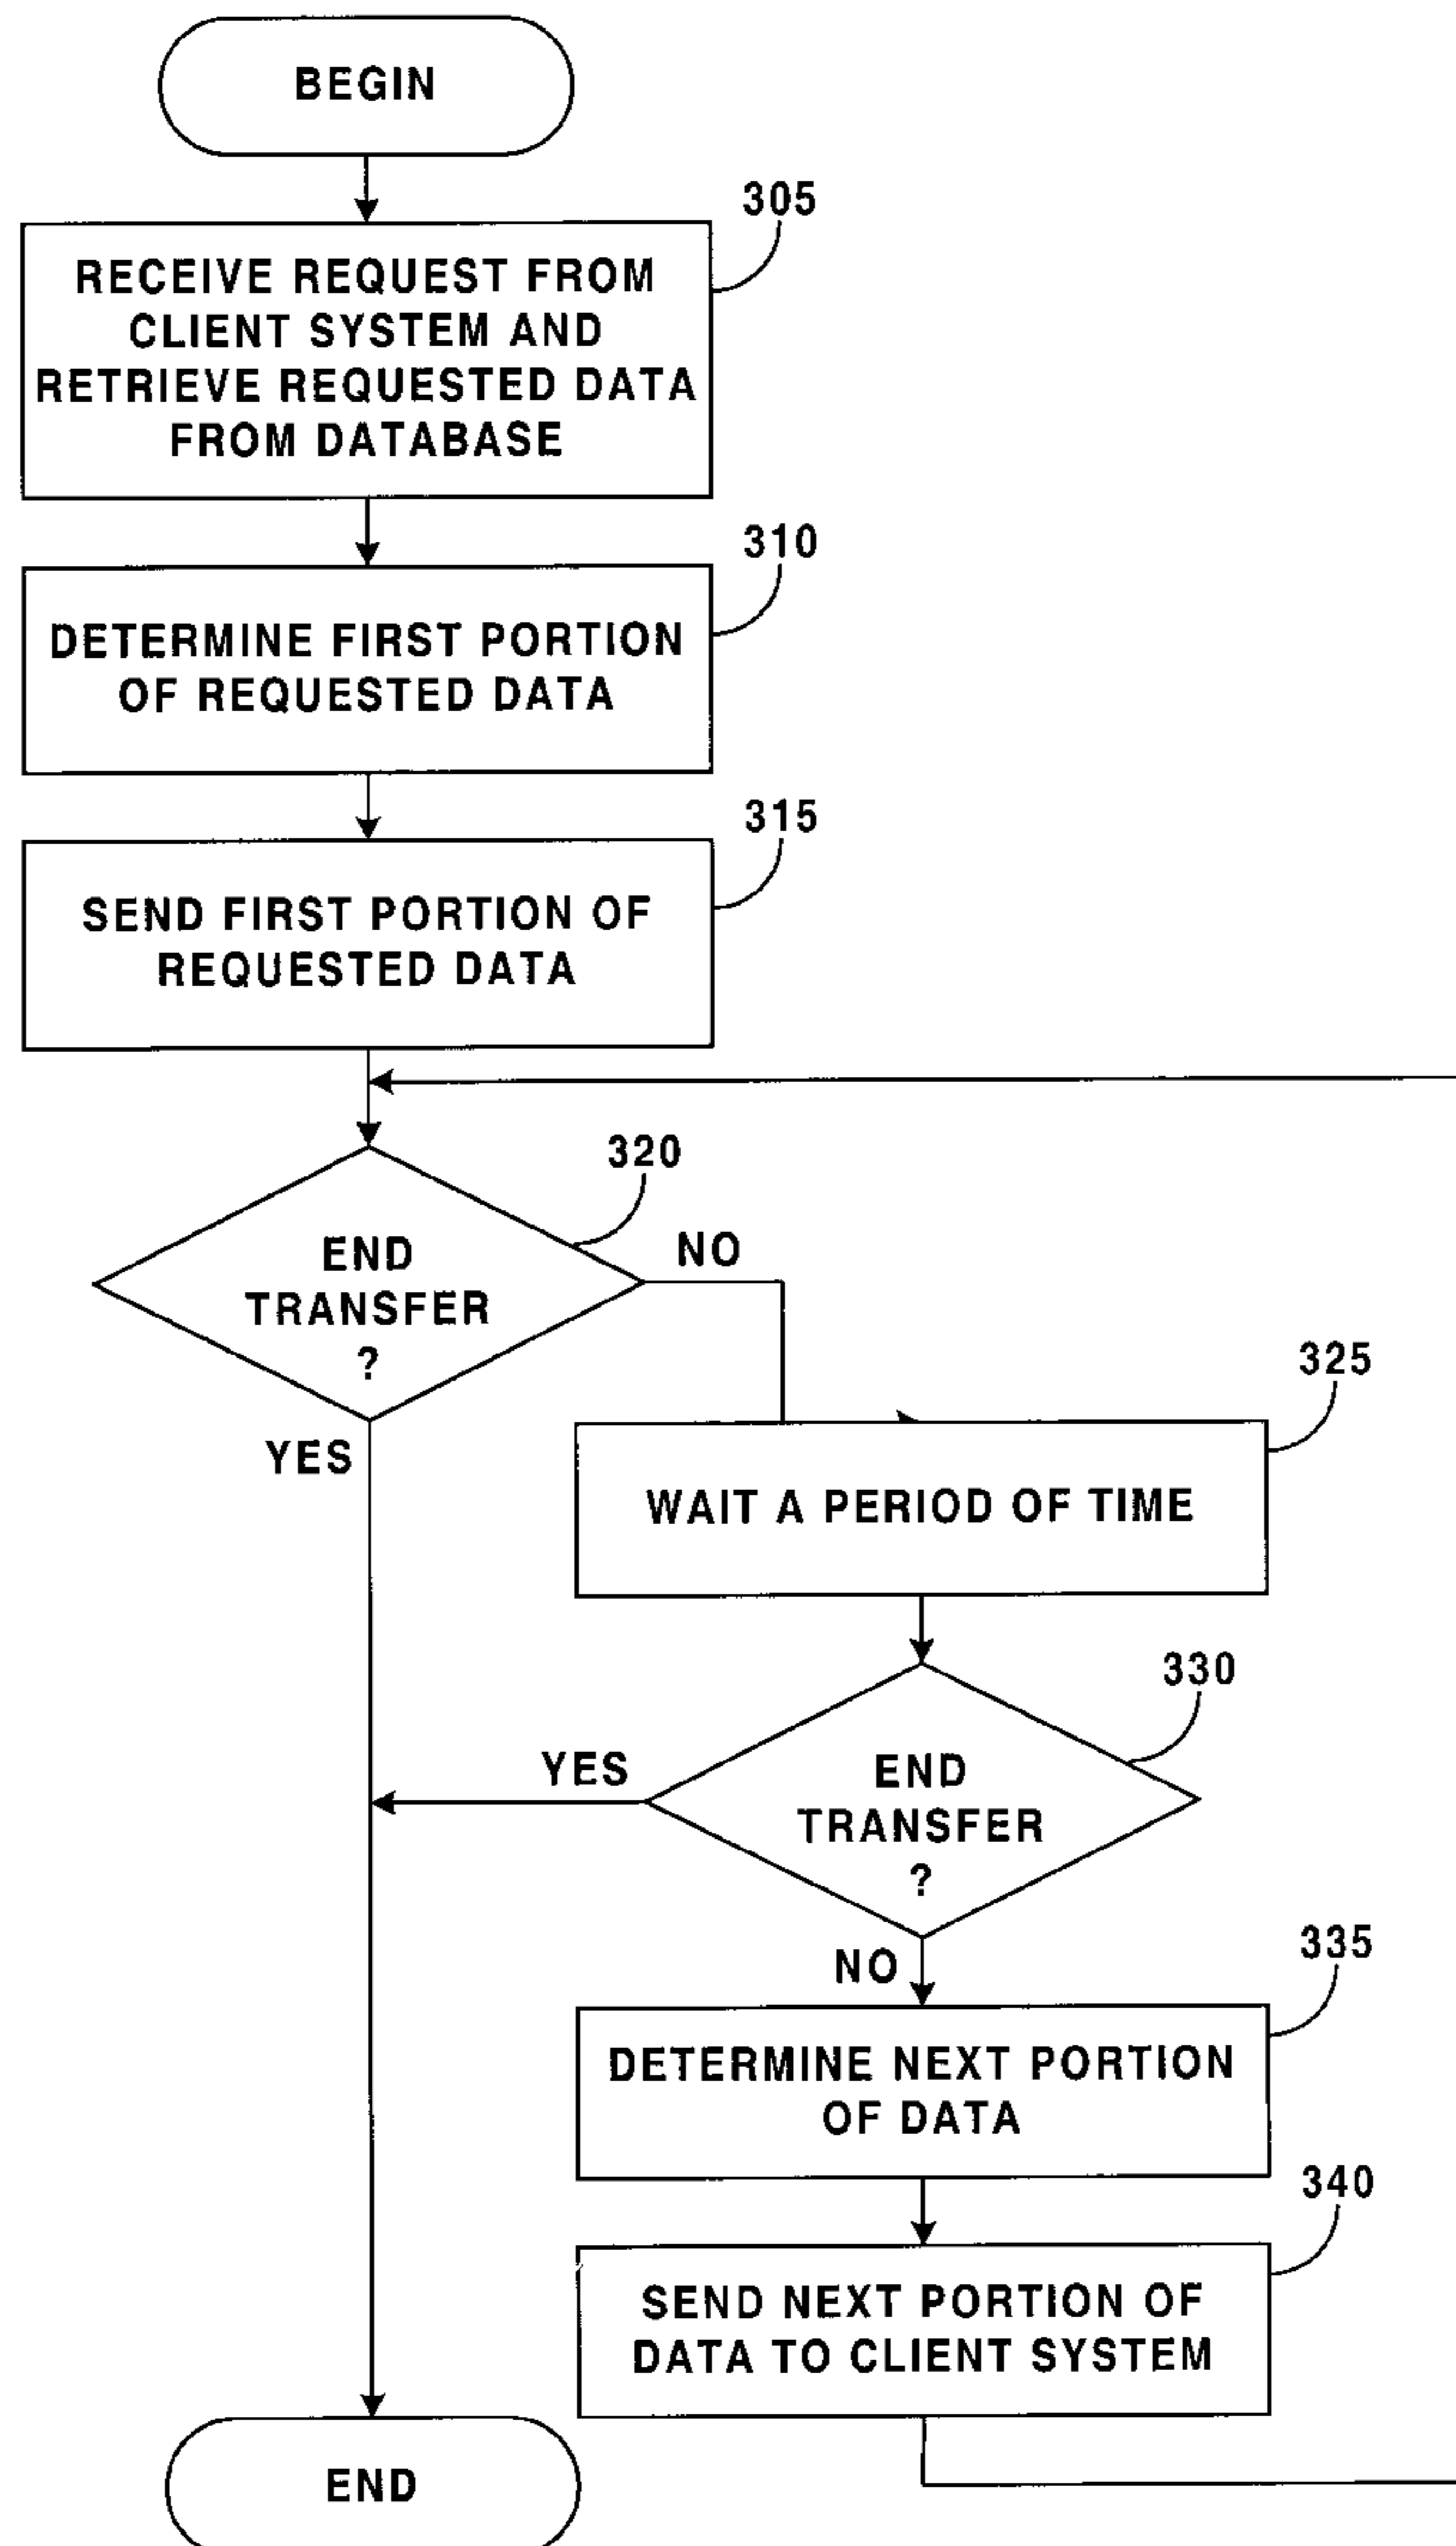 BEGIN
305
RECEIVE REQUEST FROM
CLIENT SYSTEM AND
RETRIEVE REQUESTED DATA
FROM DATABASE
310
DETERMINE FIRST PORTION
OF REQUESTED DATA
315
SEND FIRST PORTION OF
REQUESTED DATA
320
END
TRANSFER
?
NO
YES
325
WAIT A PERIOD OF TIME
330
END
TRANSFER
?
YES
NO
335
DETERMINE NEXT PORTION
OF DATA
340
SEND NEXT PORTION OF
DATA TO CLIENT SYSTEM
END